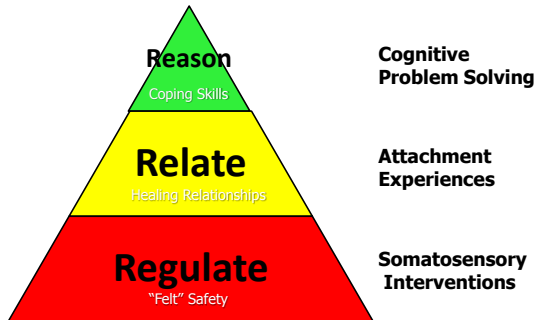 Reason
Coping Skills
Cognitive
Problem Solving
Relate
Healing Relationships
Attachment
Experiences
Regulate
"Felt" Safety
Somatosensory
Interventions